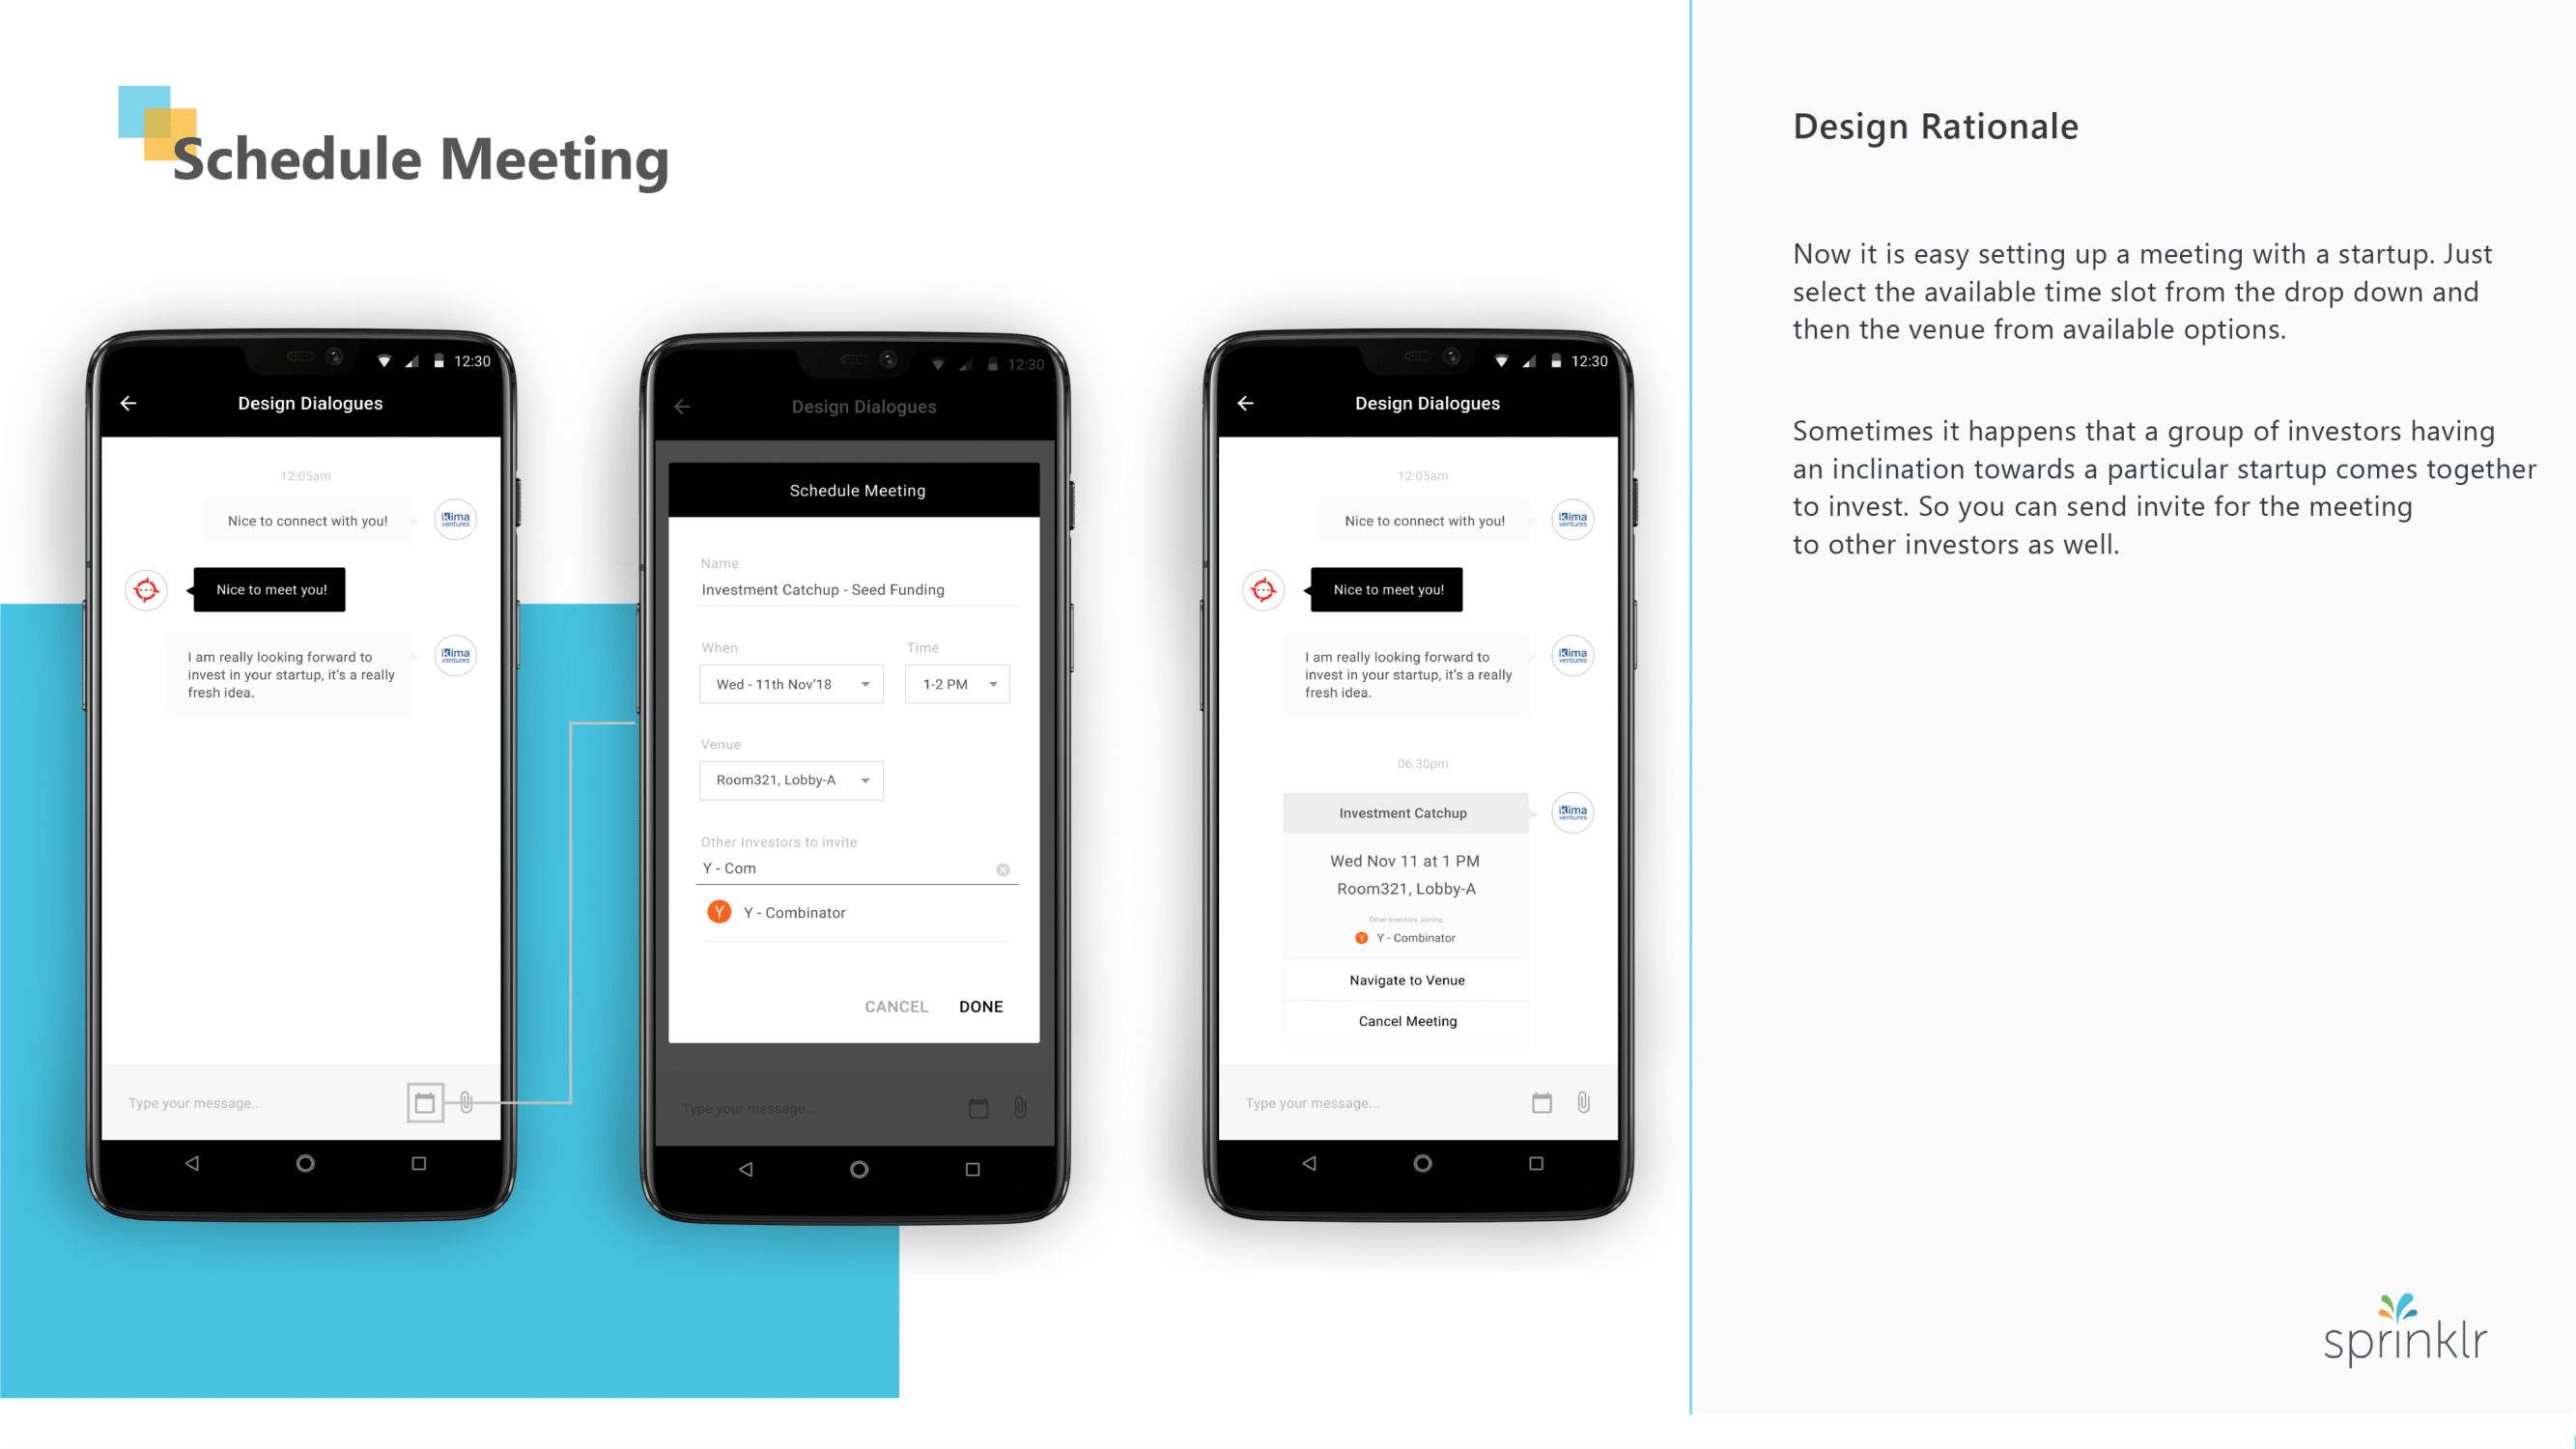 Schedule Meeting
12:30
Design Dialogues
12:05am
Nice to connect with you!
kima
ventures
Nice to meet you!
I am really looking forward to
invest in your startup, it's a really
fresh idea.
kima
ventures
Type your message...
12:30
Design Dialogues
Schedule Meeting
Name
Investment Catchup - Seed Funding
When
Time
Wed - 11th Nov'18
1-2 PM
Venue
Room321, Lobby-A
Other Investors to invite
Y - Com
Y
Y - Combinator
CANCEL
DONE
Type your message...
12:30
Design Dialogues
12:05am
Nice to connect with you!
kima
ventures
Nice to meet you!
I am really looking forward to
invest in your startup, it's a really
fresh idea.
kima
ventures
06:30pm
Investment Catchup
kima
ventures
Wed Nov 11 at 1 PM
Room321, Lobby-A
Other Investors Joining
Y
Y - Combinator
Navigate to Venue
Cancel Meeting
Type your message...
Design Rationale
Now it is easy setting up a meeting with a startup. Just
select the available time slot from the drop down and
then the venue from available options.
Sometimes it happens that a group of investors having
an inclination towards a particular startup comes together
to invest. So you can send invite for the meeting
to other investors as well.
sprinklr